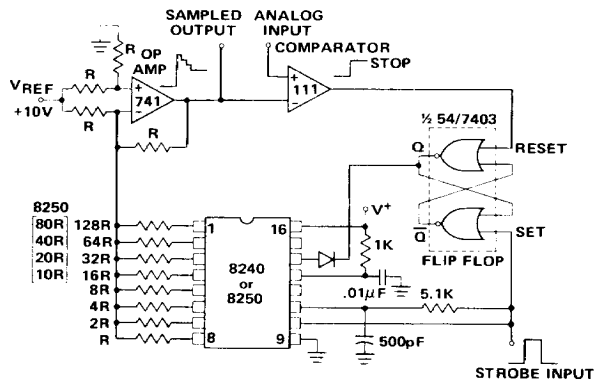 SAMPLED
OUTPUT
ANALOG
INPUT
COMPARATOR
STOP
OP
AMP
R
R
VREF
+10V
R
+
741
−
R
+
111
−
½ 54/7403
Q
RESET
Q̅
SET
FLIP FLOP
8250
80R 128R
40R 64R
20R 32R
10R 16R
8R
4R
2R
R
1
16
8240
or
8250
8
9
V+
1K
.01µF
5.1K
500pF
STROBE INPUT